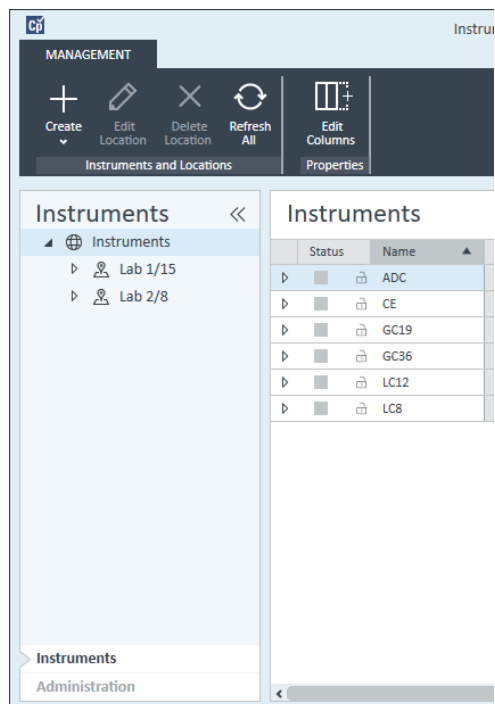 Cp
Instru
MANAGEMENT
Create
Edit Location
Delete Location
Refresh All
Edit Columns
Instruments and Locations
Properties
Instruments
Instruments
Lab 1/15
Lab 2/8
Instruments
Administration
Instruments
Status Name
ADC
CE
GC19
GC36
LC12
LC8